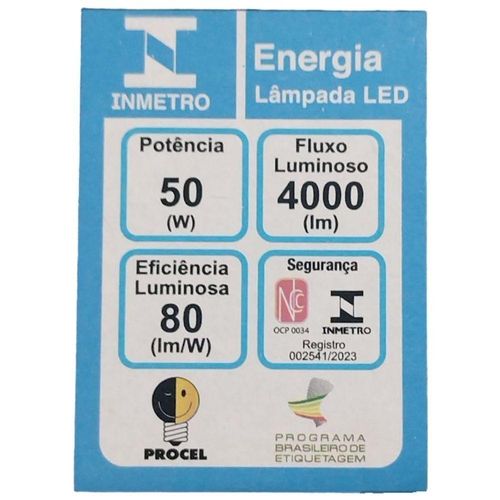 INMETRO
Energia
Lâmpada LED
Potência
50
(W)
Fluxo
Luminoso
4000
(lm)
Eficiência
Luminosa
80
(lm/W)
Segurança
NCC
OCP 0034
INMETRO
Registro
002541/2023
PROCEL
PROGRAMA
BRASILEIRO DE
ETIQUETAGEM